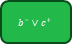 b⁻ ∨ c⁺